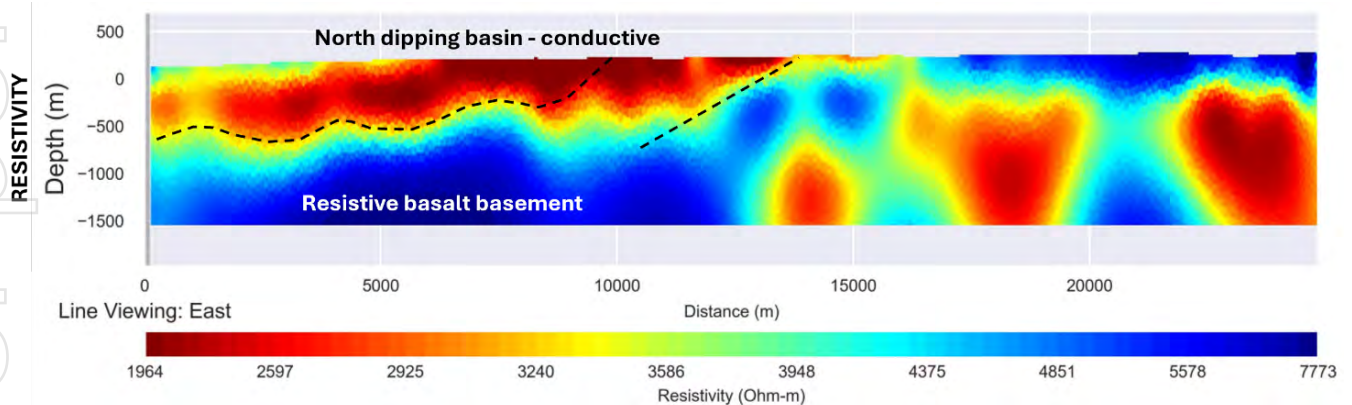 North dipping basin - conductive
Resistive basalt basement
RESISTIVITY
Depth (m)
500
0
−500
−1000
−1500
0 5000 10000 15000 20000
Line Viewing: East
Distance (m)
1964 2597 2925 3240 3586 3948 4375 4851 5578 7773
Resistivity (Ohm-m)